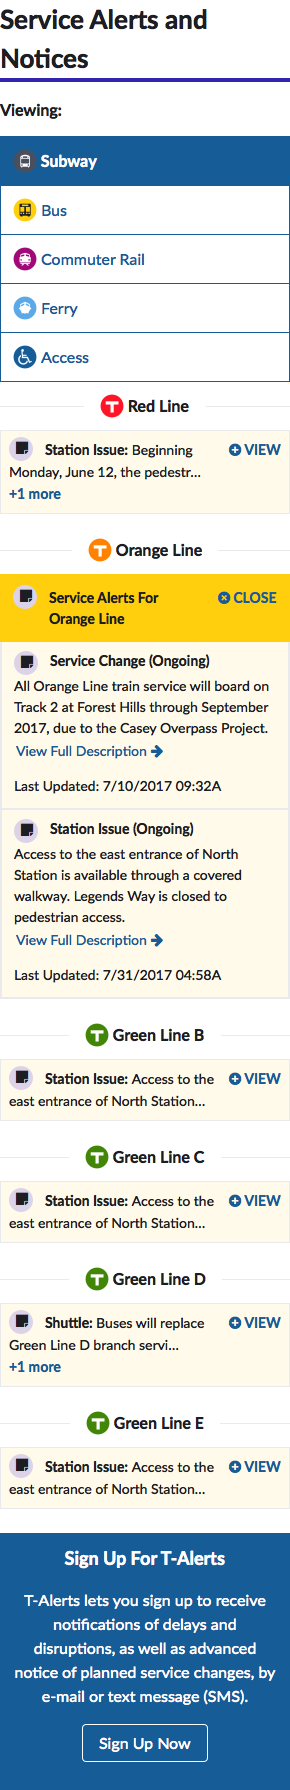 Service Alerts and
Notices
Viewing:
Subway
Bus
Commuter Rail
Ferry
Access
T Red Line
Station Issue: Beginning
VIEW
Monday, June 12, the pedestr...
+1 more
T Orange Line
Service Alerts For
CLOSE
Orange Line
Service Change (Ongoing)
All Orange Line train service will board on
Track 2 at Forest Hills through September
2017, due to the Casey Overpass Project.
View Full Description
Last Updated: 7/10/2017 09:32A
Station Issue (Ongoing)
Access to the east entrance of North
Station is available through a covered
walkway. Legends Way is closed to
pedestrian access.
View Full Description
Last Updated: 7/31/2017 04:58A
T Green Line B
Station Issue: Access to the
VIEW
east entrance of North Station...
T Green Line C
Station Issue: Access to the
VIEW
east entrance of North Station...
T Green Line D
Shuttle: Buses will replace
VIEW
Green Line D branch servi...
+1 more
T Green Line E
Station Issue: Access to the
VIEW
east entrance of North Station...
Sign Up For T-Alerts
T-Alerts lets you sign up to receive
notifications of delays and
disruptions, as well as advanced
notice of planned service changes, by
e-mail or text message (SMS).
Sign Up Now